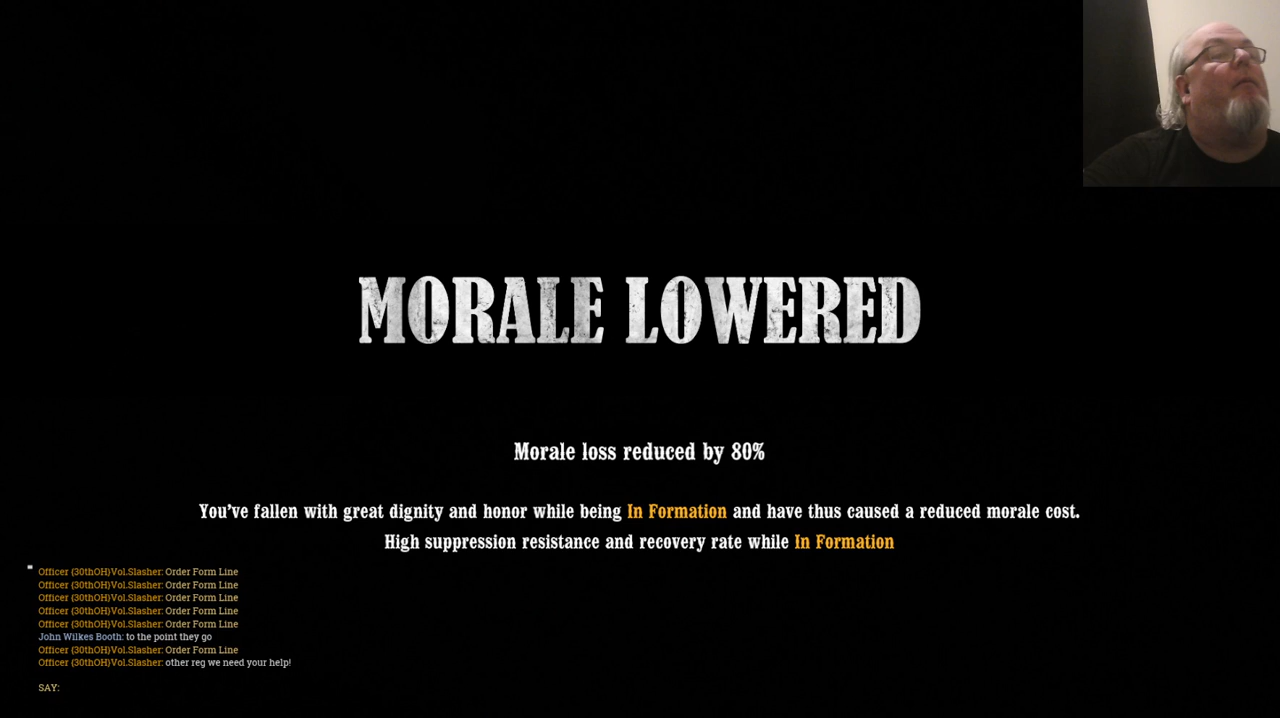 MORALE LOWERED
Morale loss reduced by 80%
You've fallen with great dignity and honor while being In Formation and have thus caused a reduced morale cost.
High suppression resistance and recovery rate while In Formation
Officer (30thOH)Vol.Slasher: Order Form Line
Officer (30thOH)Vol.Slasher: Order Form Line
Officer (30thOH)Vol.Slasher: Order Form Line
Officer (30thOH)Vol.Slasher: Order Form Line
Officer (30thOH)Vol.Slasher: Order Form Line
John Wilkes Booth: to the point they go
Officer (30thOH)Vol.Slasher: Order Form Line
Officer (30thOH)Vol.Slasher: other reg we need your help!
SAY: